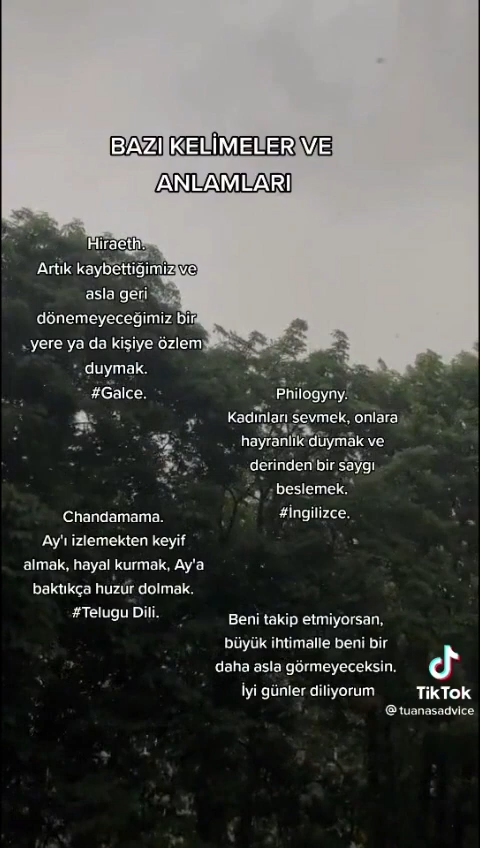 BAZI KELİMELER VE
ANLAMLARI
Hiraeth.
Artık kaybettiğimiz ve
asla geri
dönemeyeceğimiz bir
yere ya da kişiye özlem
duymak.
#Galce.
Philogyny.
Kadınları sevmek, onlara
hayranlık duymak ve
derinden bir saygı
beslemek.
#İngilizce.
Chandamama.
Ay'ı izlemekten keyif
almak, hayal kurmak, Ay'a
baktıkça huzur dolmak.
#Telugu Dili.
Beni takip etmiyorsan,
büyük ihtimalle beni bir
daha asla görmeyeceksin.
İyi günler diliyorum
TikTok
@tuanasadvice